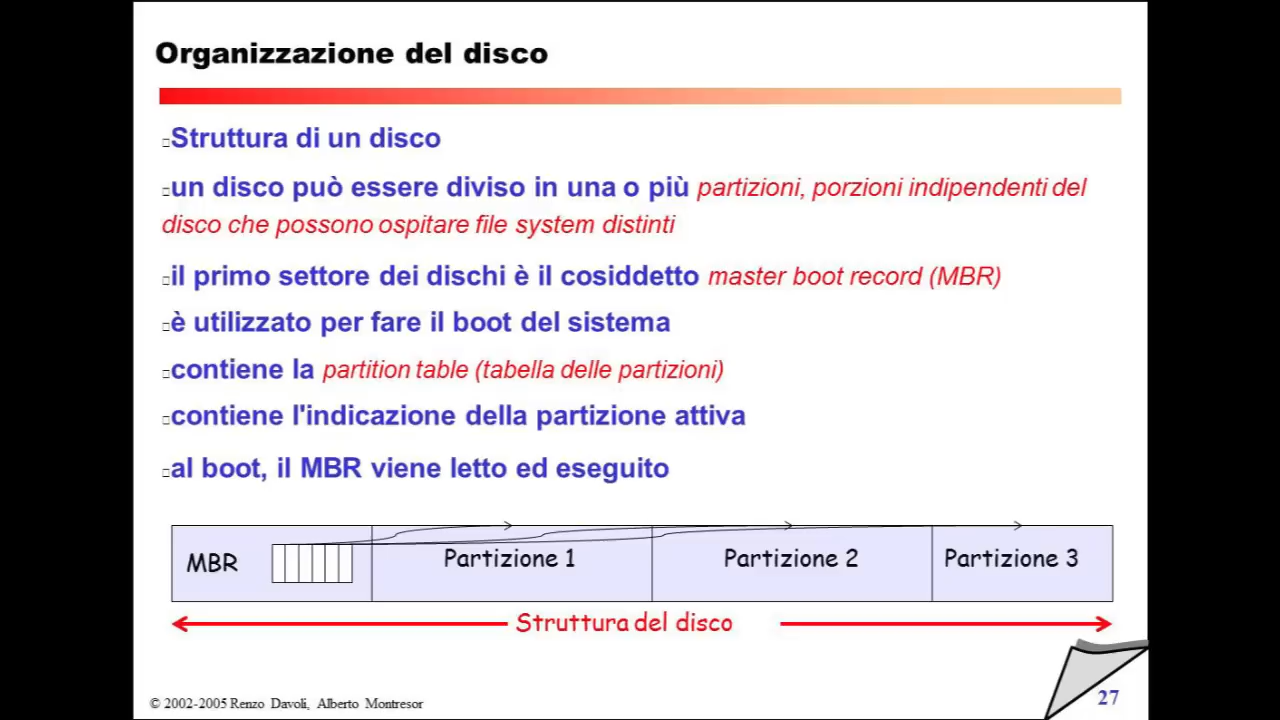 Organizzazione del disco
Struttura di un disco
un disco può essere diviso in una o più partizioni, porzioni indipendenti del
disco che possono ospitare file system distinti
il primo settore dei dischi è il cosiddetto master boot record (MBR)
è utilizzato per fare il boot del sistema
contiene la partition table (tabella delle partizioni)
contiene l'indicazione della partizione attiva
al boot, il MBR viene letto ed eseguito
MBR Partizione 1 Partizione 2 Partizione 3
Struttura del disco
© 2002-2005 Renzo Davoli, Alberto Montresor
27